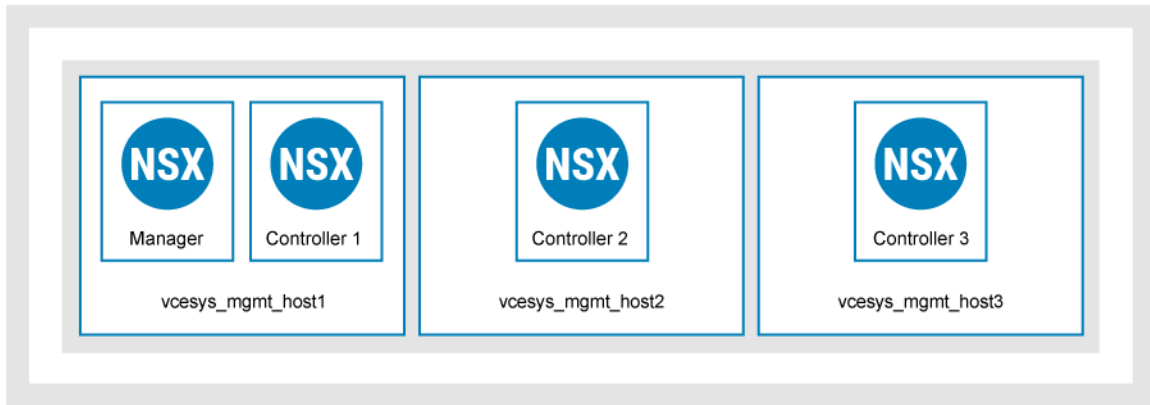 NSX NSX NSX NSX
Manager Controller 1 Controller 2 Controller 3
vcesys_mgmt_host1 vcesys_mgmt_host2 vcesys_mgmt_host3